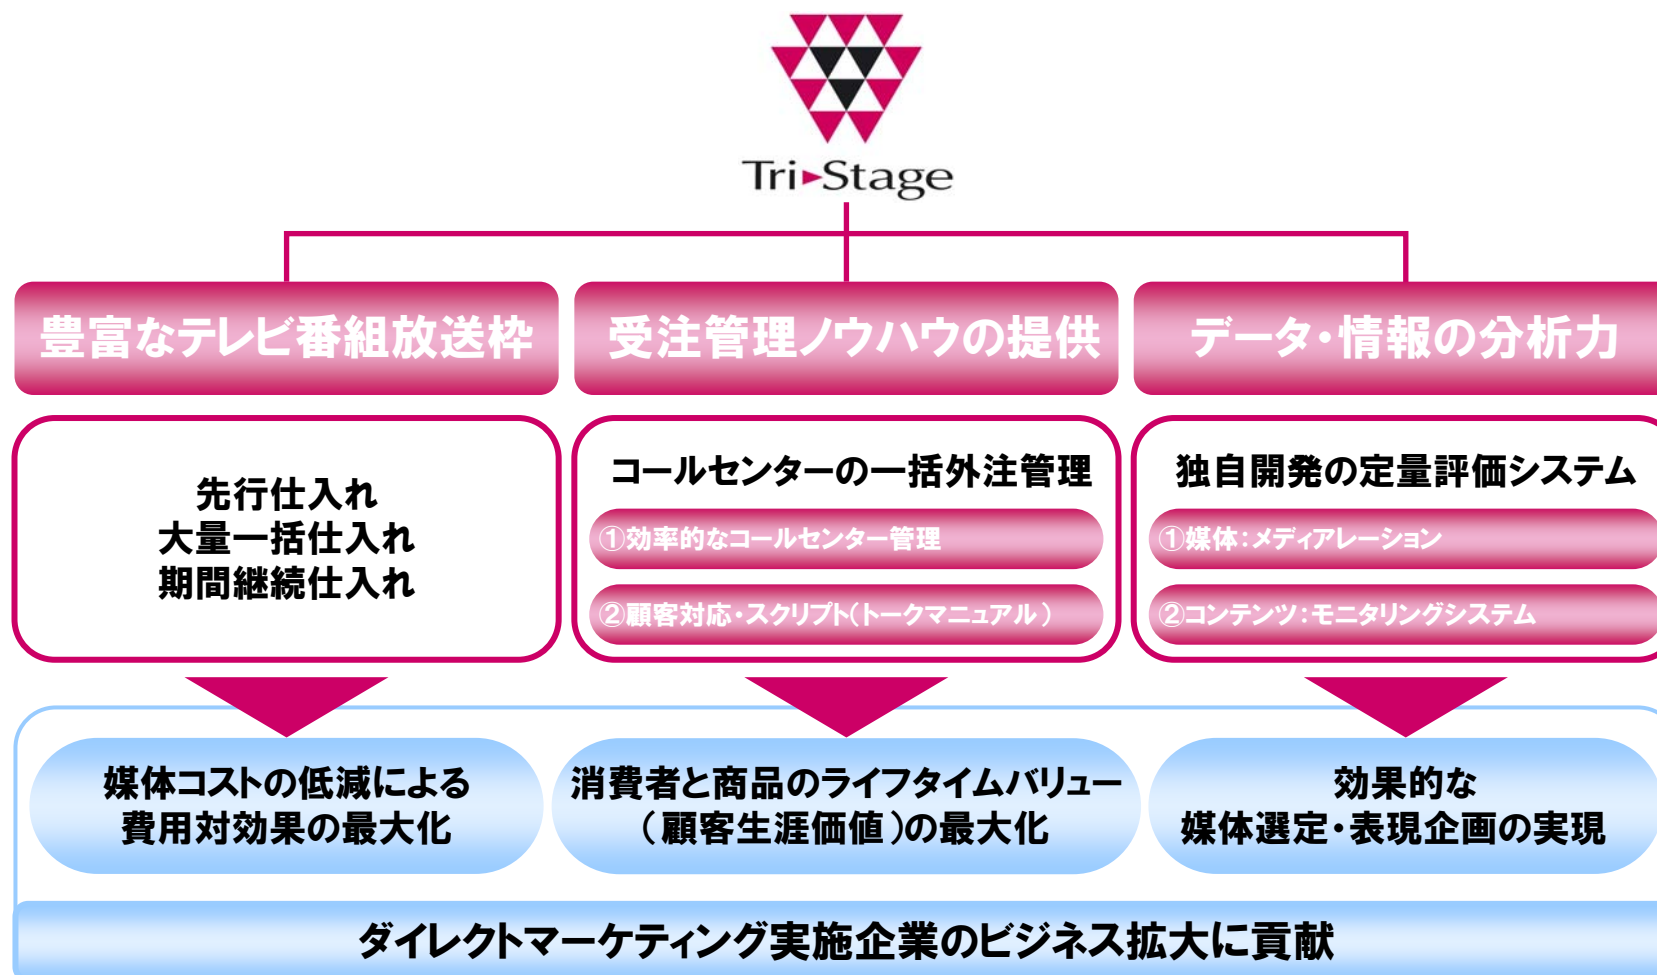 Tri Stage
豊富なテレビ番組放送枠
受注管理ノウハウの提供
データ・情報の分析力
先行仕入れ
大量一括仕入れ
期間継続仕入れ
コールセンターの一括外注管理
①効率的なコールセンター管理
②顧客対応・スクリプト(トークマニュアル)
独自開発の定量評価システム
①媒体:メディアレーション
②コンテンツ:モニタリングシステム
媒体コストの低減による
費用対効果の最大化
消費者と商品のライフタイムバリュー
(顧客生涯価値)の最大化
効果的な
媒体選定・表現企画の実現
ダイレクトマーケティング実施企業のビジネス拡大に貢献